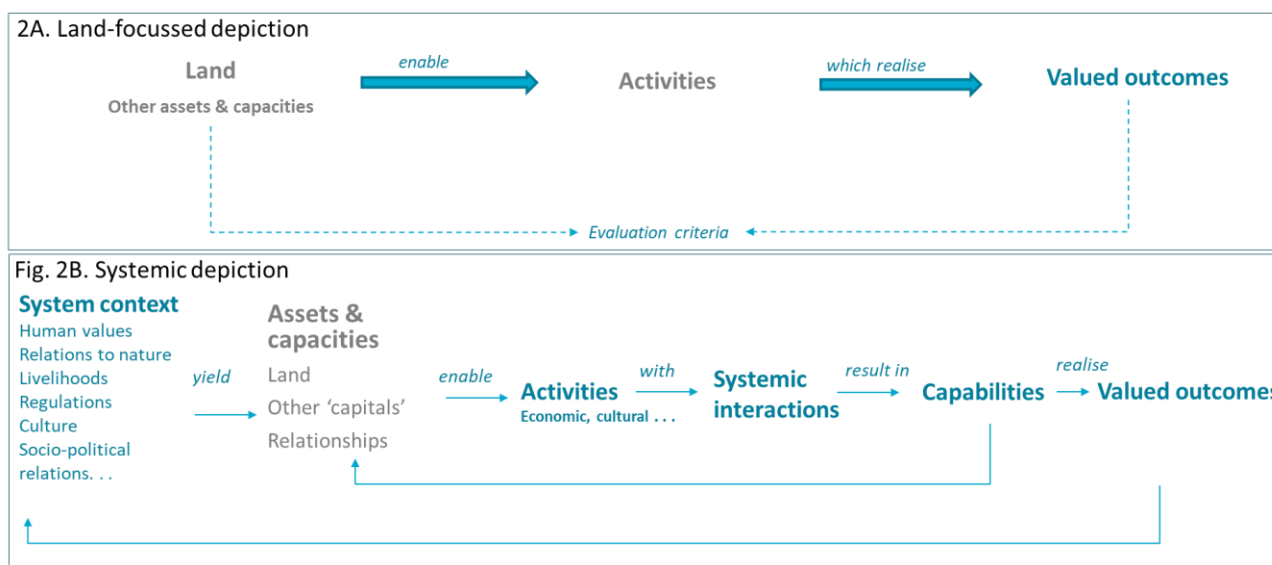 2A. Land-focussed depiction
Land
enable
Activities
which realise
Valued outcomes
Other assets & capacities
Evaluation criteria
Fig. 2B. Systemic depiction
System context
Human values
Relations to nature
Livelihoods
Regulations
Culture
Socio-political
relations. . .
yield
Assets &
capacities
Land
Other ‘capitals’
Relationships
enable
Activities
Economic, cultural . . .
with
Systemic
interactions
result in
Capabilities
realise
Valued outcomes